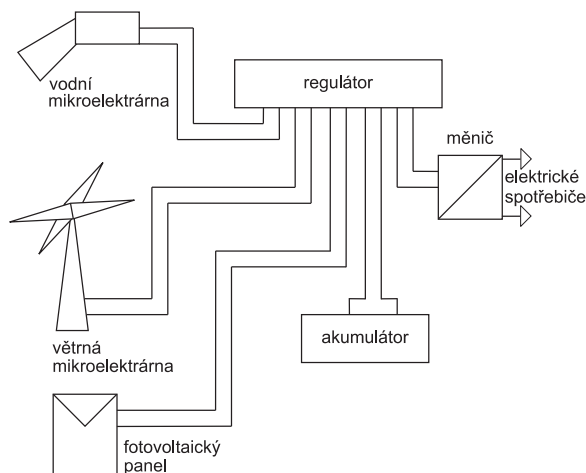 vodní
mikroelektrárna
regulátor
měnič
elektrické
spotřebiče
větrná
mikroelektrárna
akumulátor
fotovoltaický
panel